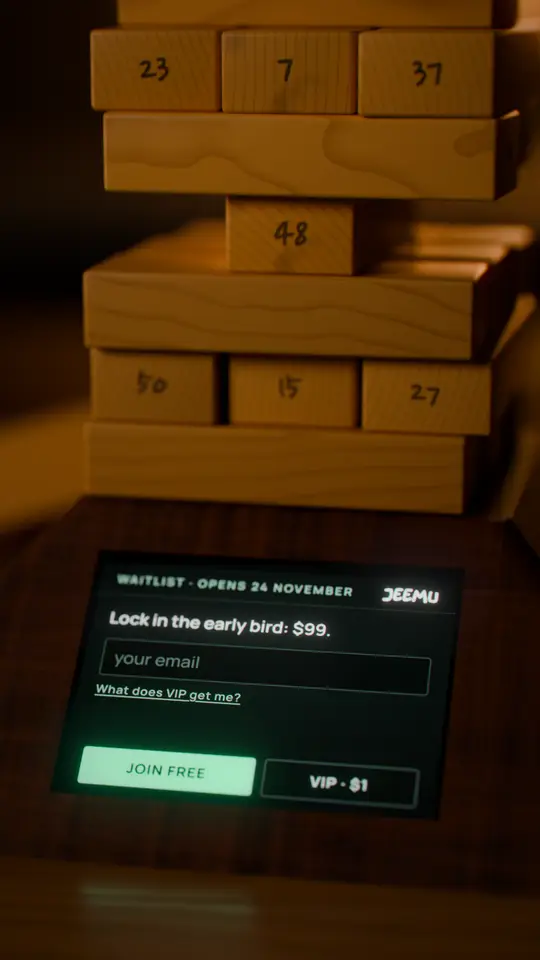 23 7 37
48
50 15 27
WAITLIST · OPENS 24 NOVEMBER JEEMU
Lock in the early bird: $99.
your email
What does VIP get me?
JOIN FREE VIP · $1